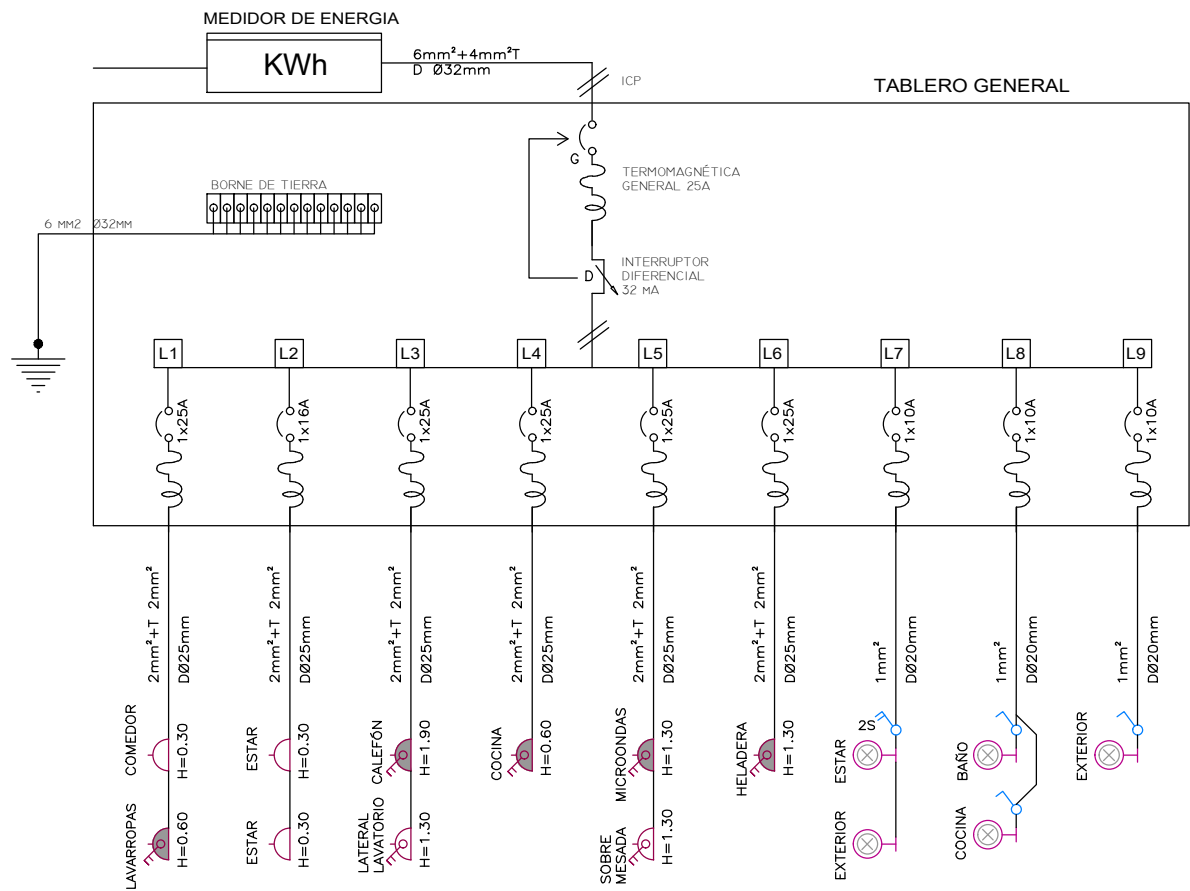 MEDIDOR DE ENERGIA
KWh
6mm²+4mm²T
D Ø32mm
ICP
TABLERO GENERAL
G
TERMOMAGNÉTICA
GENERAL 25A
BORNE DE TIERRA
6 MM2 Ø32MM
D
INTERRUPTOR
DIFERENCIAL
32 MA
L1
L2
L3
L4
L5
L6
L7
L8
L9
1x25A
1x16A
1x25A
1x25A
1x25A
1x25A
1x10A
1x10A
1x10A
2mm²+T 2mm²
DØ25mm
2mm²+T 2mm²
DØ25mm
2mm²+T 2mm²
DØ25mm
2mm²+T 2mm²
DØ25mm
2mm²+T 2mm²
DØ25mm
2mm²+T 2mm²
DØ25mm
1mm²
DØ20mm
1mm²
DØ20mm
1mm²
DØ20mm
COMEDOR
H=0.30
ESTAR
H=0.30
CALEFÓN
H=1.90
COCINA
H=0.60
MICROONDAS
H=1.30
HELADERA
H=1.30
2S
ESTAR
BAÑO
EXTERIOR
LAVARROPAS
H=0.60
ESTAR
H=0.30
LATERAL
LAVATORIO
H=1.30
SOBRE
MESADA
H=1.30
EXTERIOR
COCINA